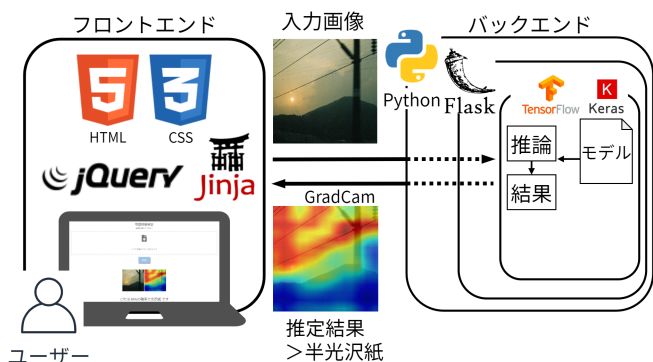 フロントエンド
入力画像
バックエンド
5
3
HTML
CSS
Python
Flask
TensorFlow
K
Keras
jQuery
Jinja
推論
モデル
結果
GradCam
推定結果
>半光沢紙
ユーザー